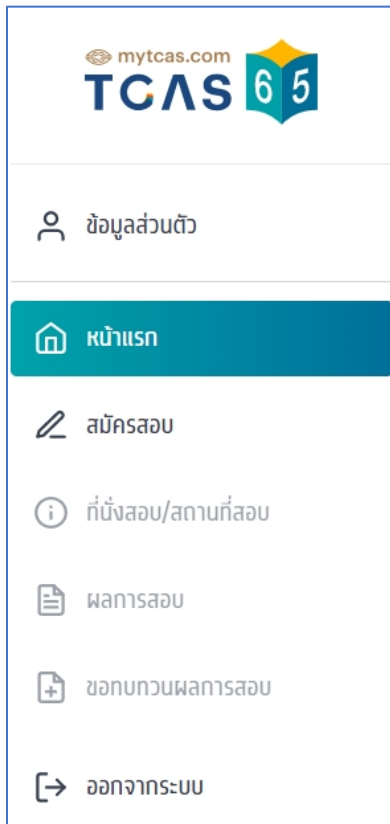 mytcas.com
TCAS 65
ข้อมูลส่วนตัว
หน้าแรก
สมัครสอบ
ที่นั่งสอบ/สถานที่สอบ
ผลการสอบ
ขอทบทวนผลการสอบ
ออกจากระบบ